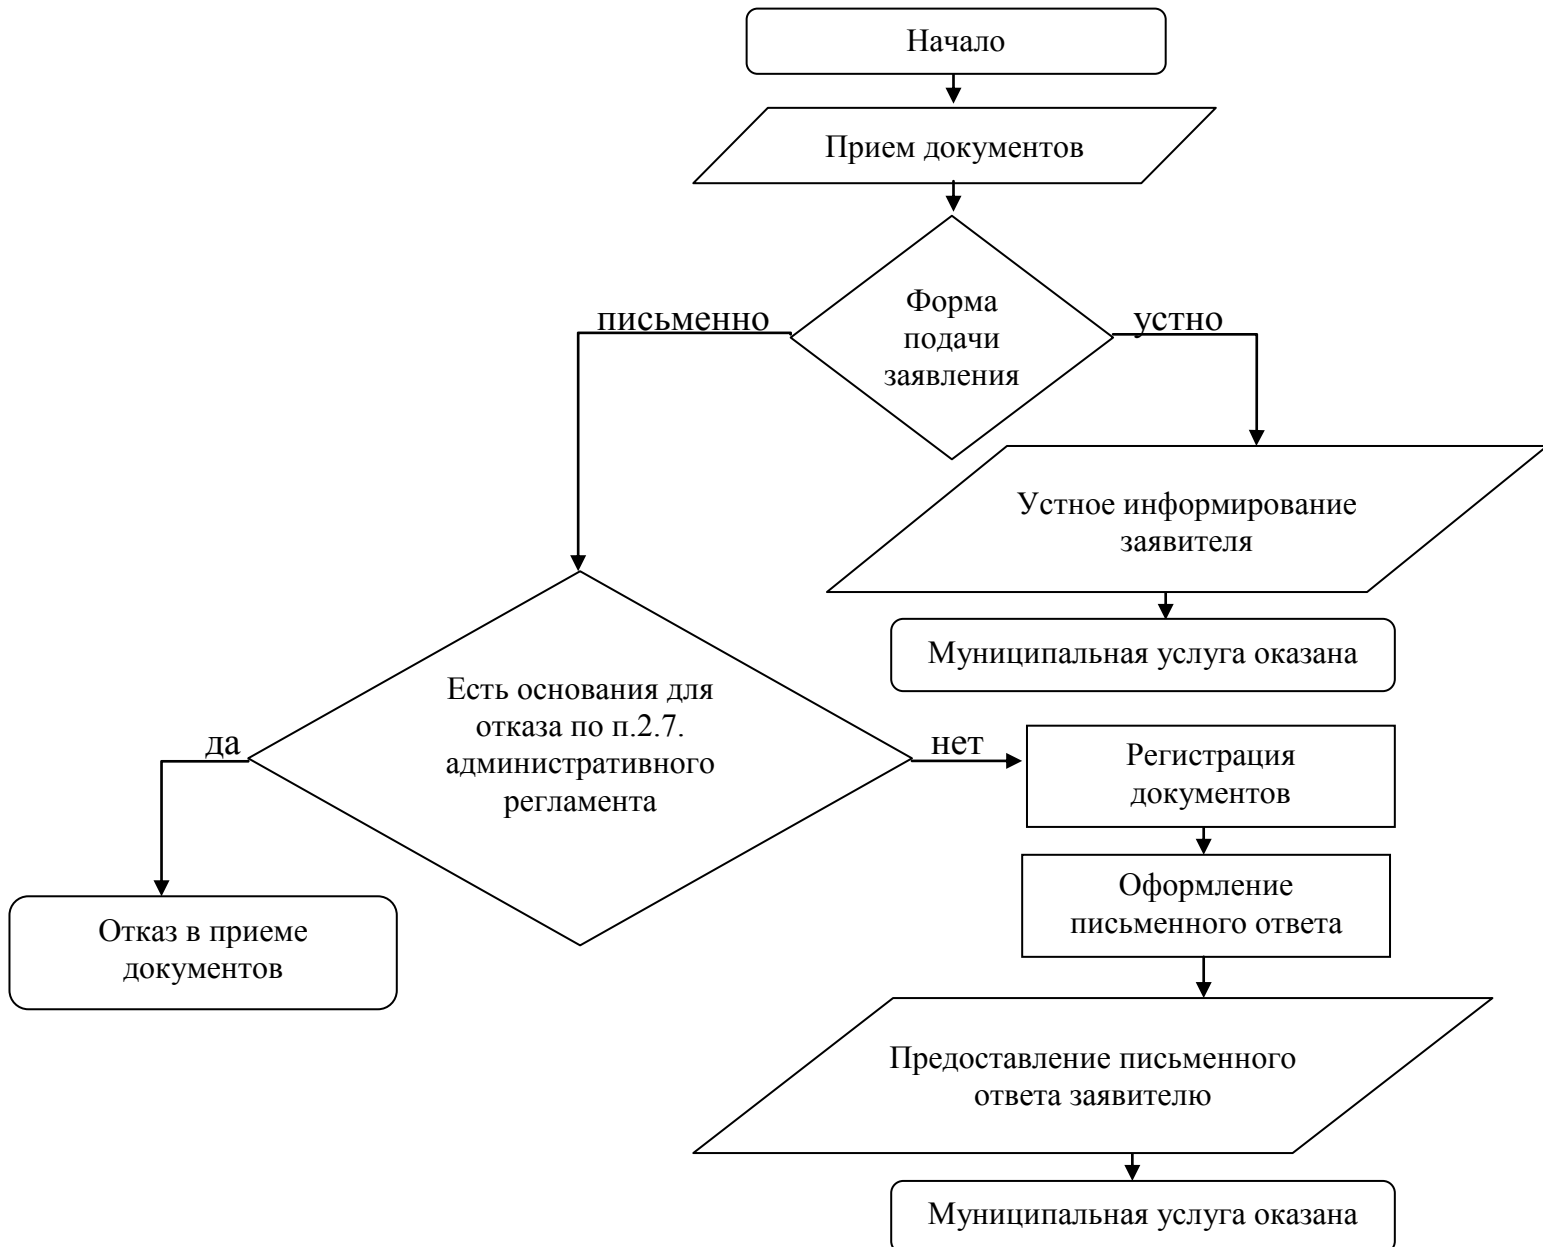 Начало
Прием документов
Форма
подачи
заявления
письменно
устно
Устное информирование
заявителя
Муниципальная услуга оказана
Есть основания для
отказа по п.2.7.
административного
регламента
да
нет
Регистрация
документов
Оформление
письменного ответа
Отказ в приеме
документов
Предоставление письменного
ответа заявителю
Муниципальная услуга оказана